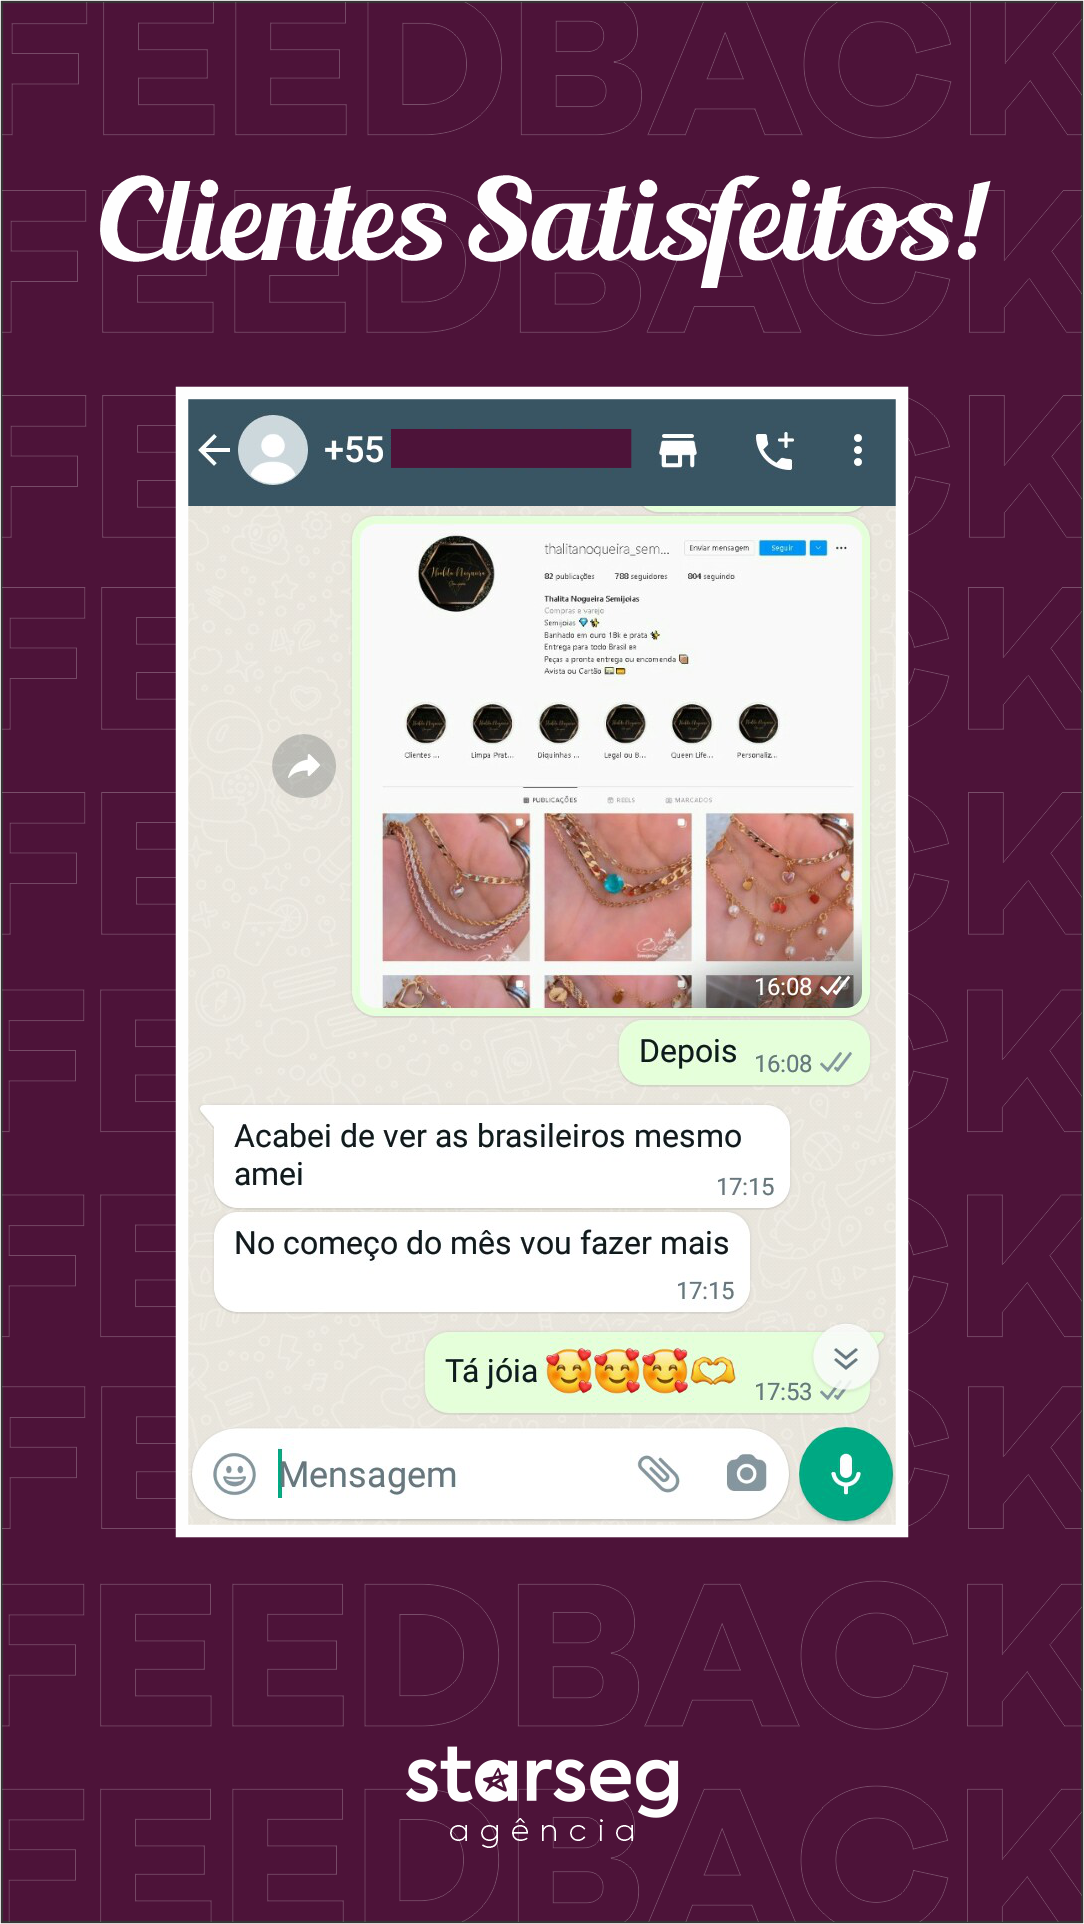 FEEDBACK
Clientes Satisfeitos!
FEEDBACK
+55
thalitanogueira_sem...
Enviar mensagem
Seguir
82 publicações 788 seguidores 804 seguindo
Thalita Nogueira Semijoias
Compras e varejo
Semijoias 💎
Banhado em ouro 18k e prata
Entrega para todo Brasil
Peças a pronta entrega ou encomenda
Avista ou Cartão
Clientes ... Limpa Prat... Diquinhas ... Legal ou B... Queen Life... Personaliz...
PUBLICAÇÕES REELS MARCADOS
16:08
Depois 16:08
Acabei de ver as brasileiros mesmo
amei
17:15
No começo do mês vou fazer mais
17:15
Tá jóia 🥰🥰🥰🫶 17:53
Mensagem
FEEDBACK
starseg
agência
FEEDBACK